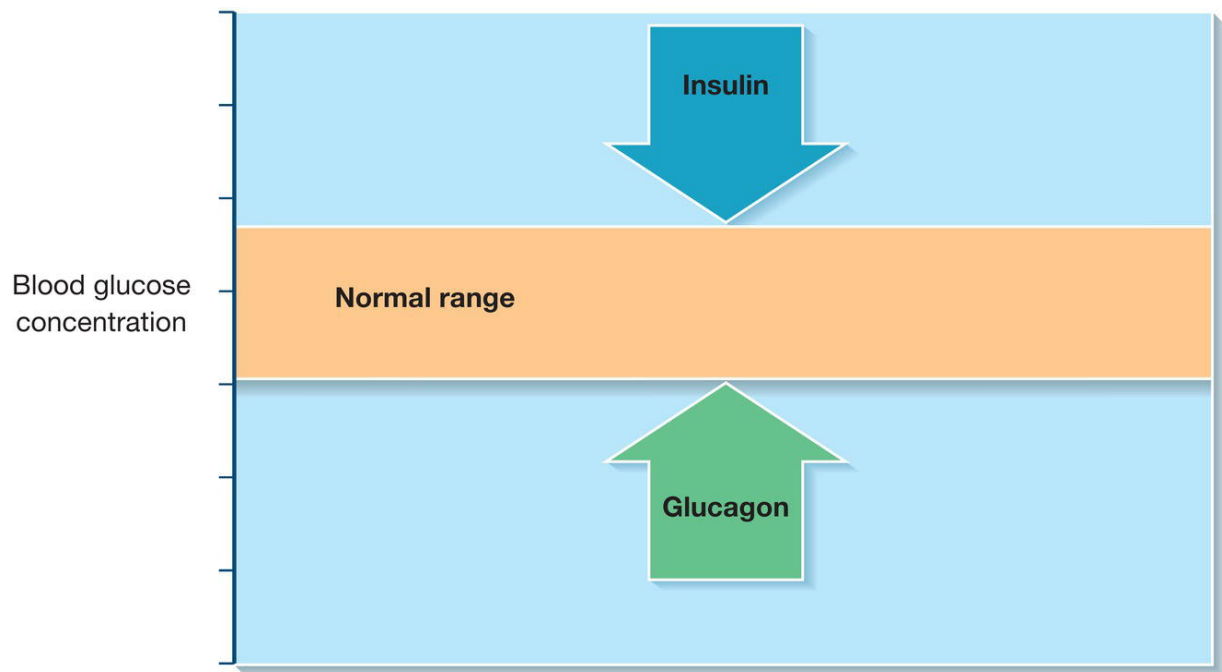 Insulin
Blood glucose
concentration
Normal range
Glucagon